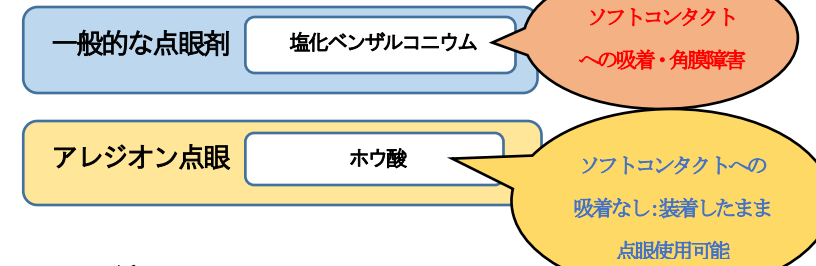 一般的な点眼剤
塩化ベンザルコニウム
ソフトコンタクト
への吸着・角膜障害
アレジオン点眼
ホウ酸
ソフトコンタクトへの
吸着なし:装着したまま
点眼使用可能